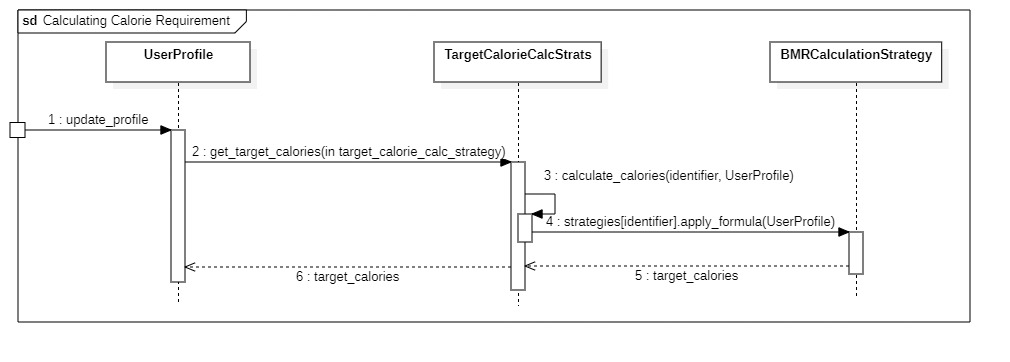 sd Calculating Calorie Requirement
UserProfile
TargetCalorieCalcStrats
BMRCalculationStrategy
1 : update_profile
2 : get_target_calories(in target_calorie_calc_strategy)
3 : calculate_calories(identifier, UserProfile)
4 : strategies[identifier].apply_formula(UserProfile)
5 : target_calories
6 : target_calories